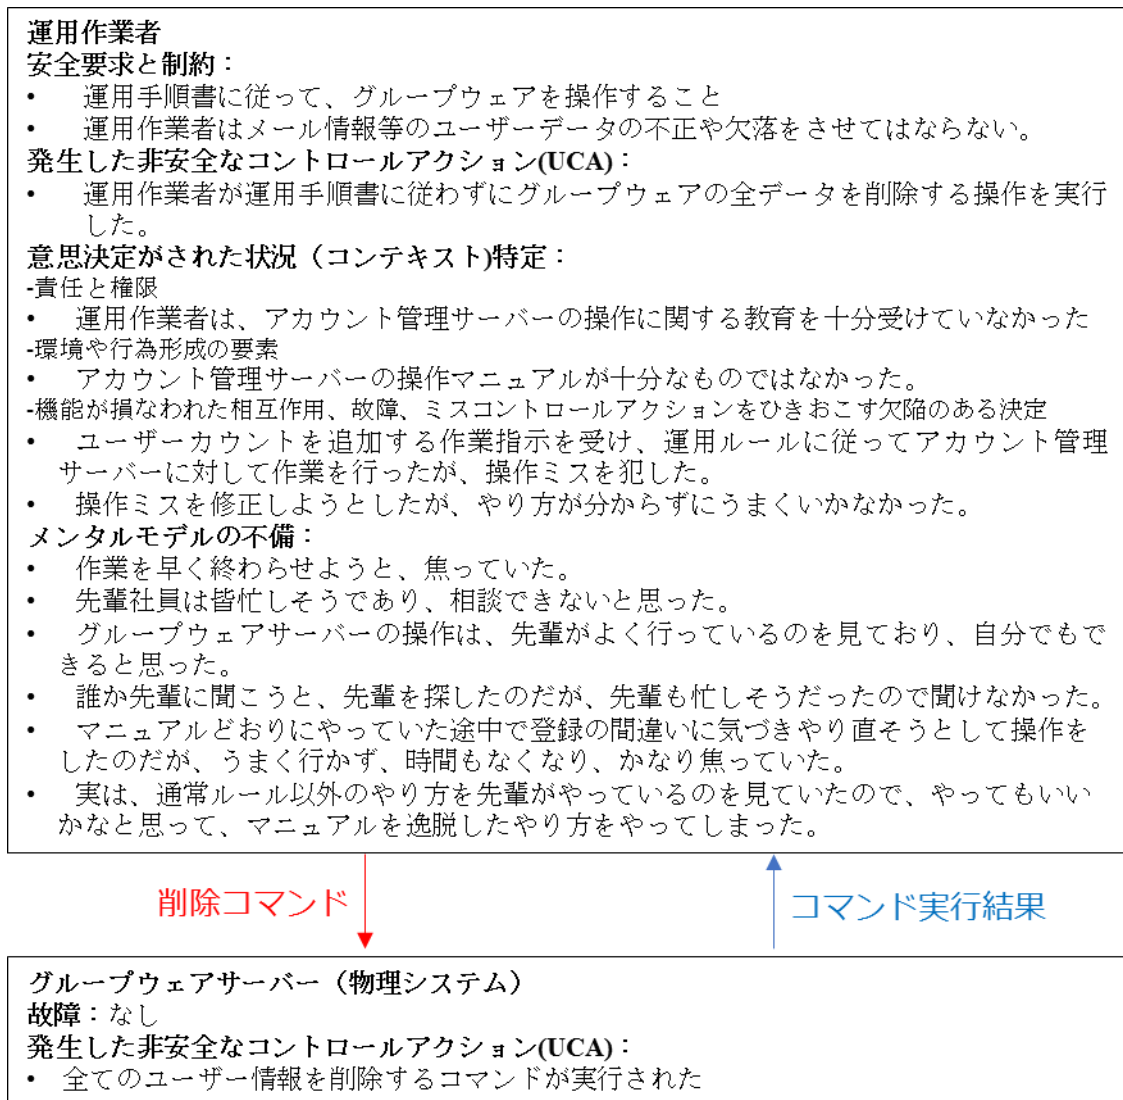 運用作業者
安全要求と制約：
• 運用手順書に従って、グループウェアを操作すること
• 運用作業者はメール情報等のユーザーデータの不正や欠落をさせてはならない。
発生した非安全なコントロールアクション(UCA)：
• 運用作業者が運用手順書に従わずにグループウェアの全データを削除する操作を実行
した。
意思決定がされた状況（コンテキスト)特定：
-責任と権限
• 運用作業者は、アカウント管理サーバーの操作に関する教育を十分受けていなかった
-環境や行為形成の要素
• アカウント管理サーバーの操作マニュアルが十分なものではなかった。
-機能が損なわれた相互作用、故障、ミスコントロールアクションをひきおこす欠陥のある決定
• ユーザーカウントを追加する作業指示を受け、運用ルールに従ってアカウント管理
サーバーに対して作業を行ったが、操作ミスを犯した。
• 操作ミスを修正しようとしたが、やり方が分からずにうまくいかなかった。
メンタルモデルの不備：
• 作業を早く終わらせようと、焦っていた。
• 先輩社員は皆忙しそうであり、相談できないと思った。
• グループウェアサーバーの操作は、先輩がよく行っているのを見ており、自分でもで
きると思った。
• 誰か先輩に聞こうと、先輩を探したのだが、先輩も忙しそうだったので聞けなかった。
• マニュアルどおりにやっていた途中で登録の間違いに気づきやり直そうとして操作を
したのだが、うまく行かず、時間もなくなり、かなり焦っていた。
• 実は、通常ルール以外のやり方を先輩がやっているのを見ていたので、やってもいい
かなと思って、マニュアルを逸脱したやり方をやってしまった。
削除コマンド
コマンド実行結果
グループウェアサーバー（物理システム）
故障：なし
発生した非安全なコントロールアクション(UCA)：
• 全てのユーザー情報を削除するコマンドが実行された